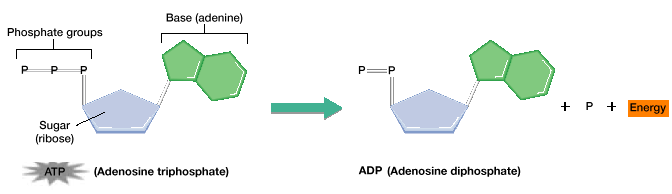 Base (adenine)
Phosphate groups
P P P
Sugar
(ribose)
ATP (Adenosine triphosphate)
P P
+ P + Energy
ADP (Adenosine diphosphate)